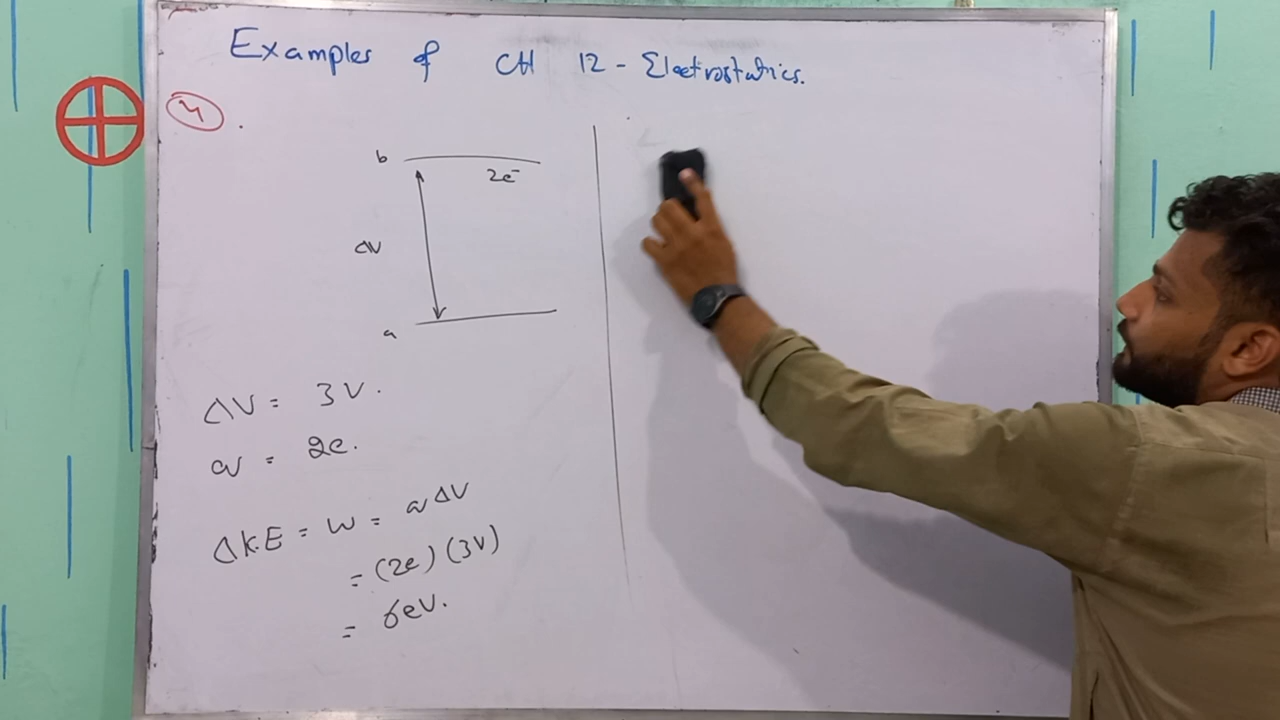 Examples of CH 12 - Electrostatics.
4
b
2e⁻
ΔV
a
ΔV = 3V.
q = 2e.
ΔK.E = W = qΔV
= (2e) (3V)
= 6eV.